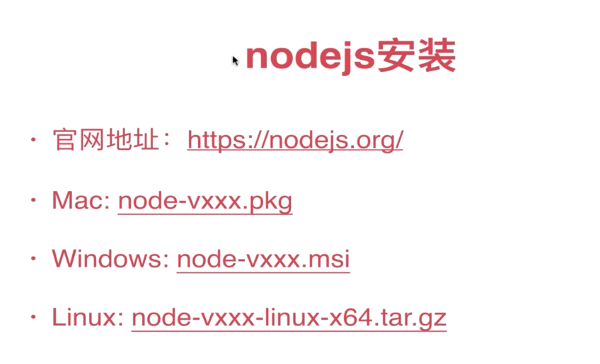 nodejs安装
• 官网地址：https://nodejs.org/
• Mac: node-vxxx.pkg
• Windows: node-vxxx.msi
• Linux: node-vxxx-linux-x64.tar.gz